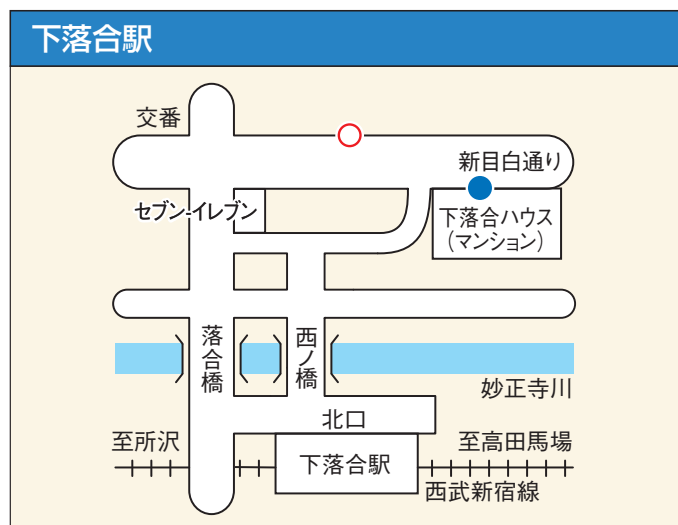 下落合駅
交番
新目白通り
セブン-イレブン
下落合ハウス
(マンション)
落合橋
西ノ橋
妙正寺川
北口
至所沢
至高田馬場
下落合駅
西武新宿線